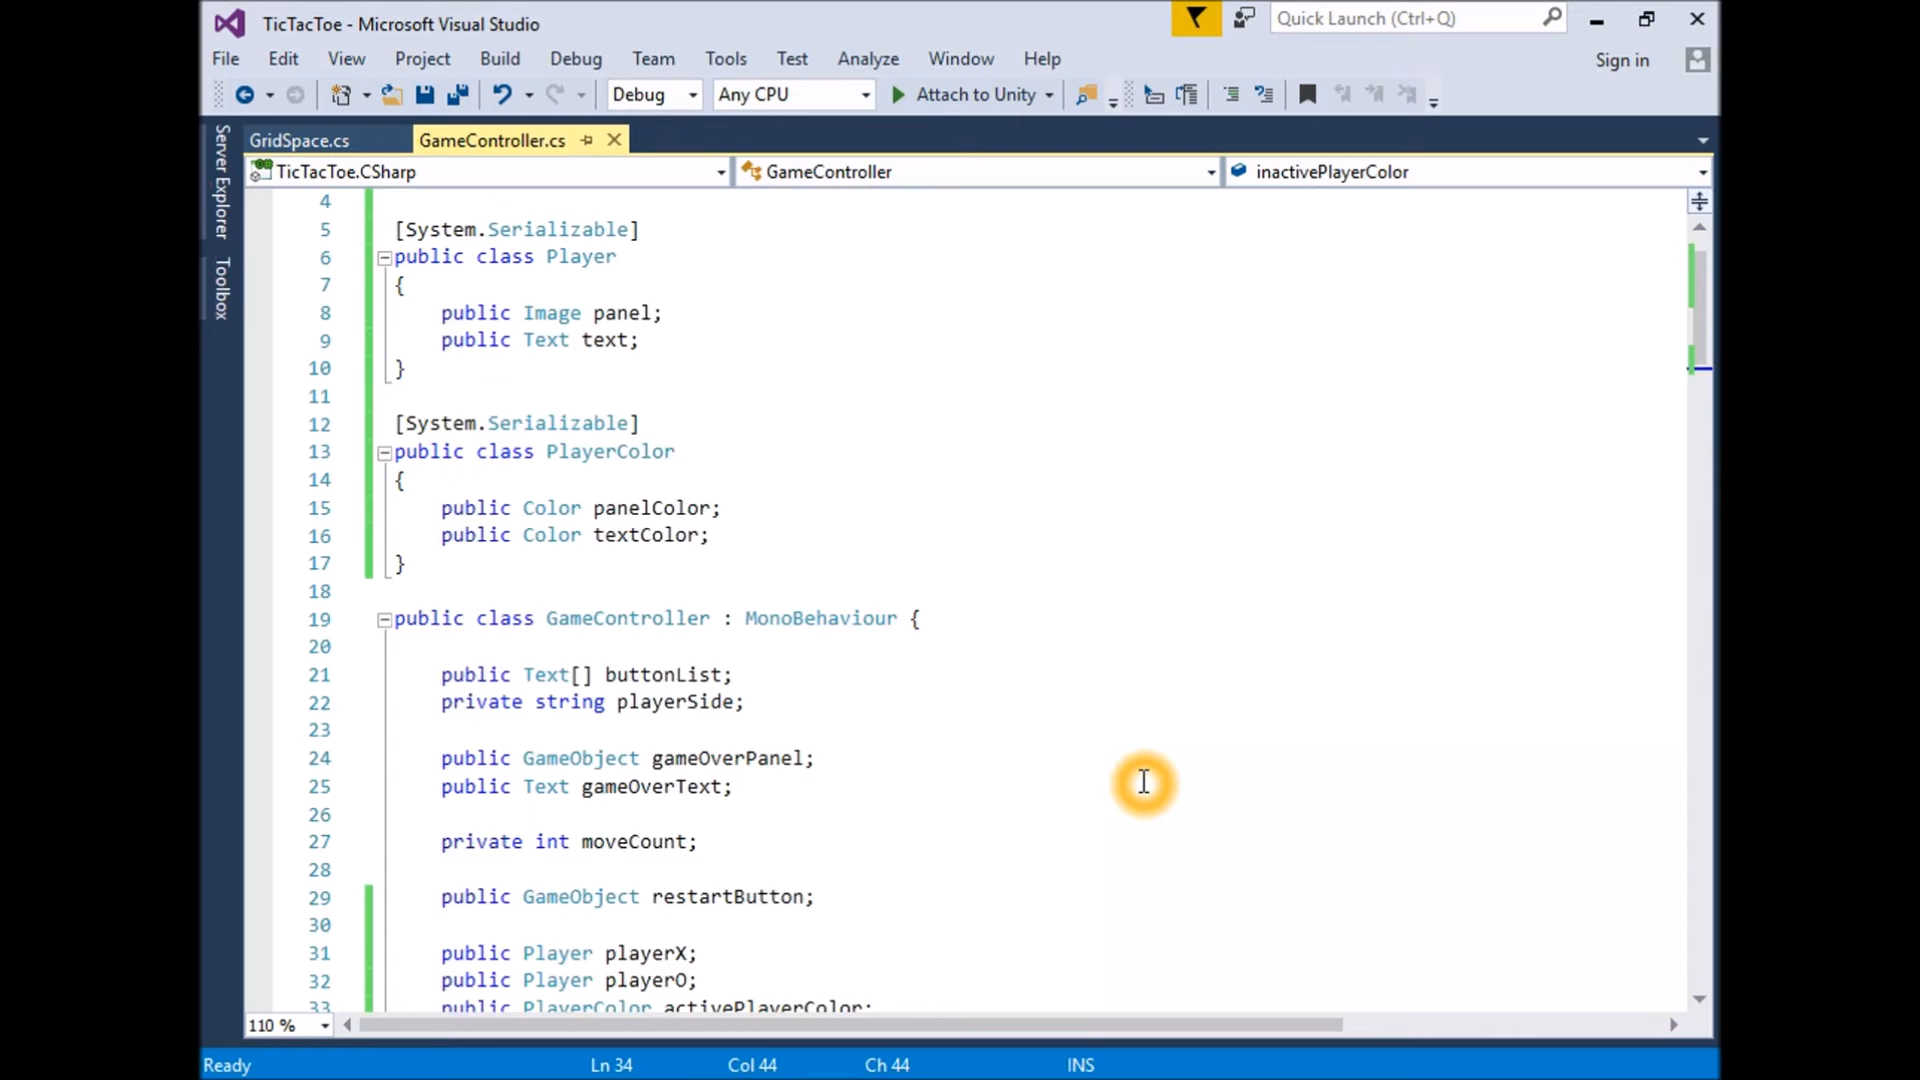 TicTacToe - Microsoft Visual Studio
Quick Launch (Ctrl+Q)
File Edit View Project Build Debug Team Tools Test Analyze Window Help
Sign in
Debug Any CPU Attach to Unity
Server Explorer
Toolbox
GridSpace.cs GameController.cs
TicTacToe.CSharp GameController inactivePlayerColor
4
5 [System.Serializable]
6 public class Player
7 {
8 public Image panel;
9 public Text text;
10 }
11
12 [System.Serializable]
13 public class PlayerColor
14 {
15 public Color panelColor;
16 public Color textColor;
17 }
18
19 public class GameController : MonoBehaviour {
20
21 public Text[] buttonList;
22 private string playerSide;
23
24 public GameObject gameOverPanel;
25 public Text gameOverText;
26
27 private int moveCount;
28
29 public GameObject restartButton;
30
31 public Player playerX;
32 public Player playerO;
33 public PlayerColor activePlayerColor;
110 %
Ready Ln 34 Col 44 Ch 44 INS